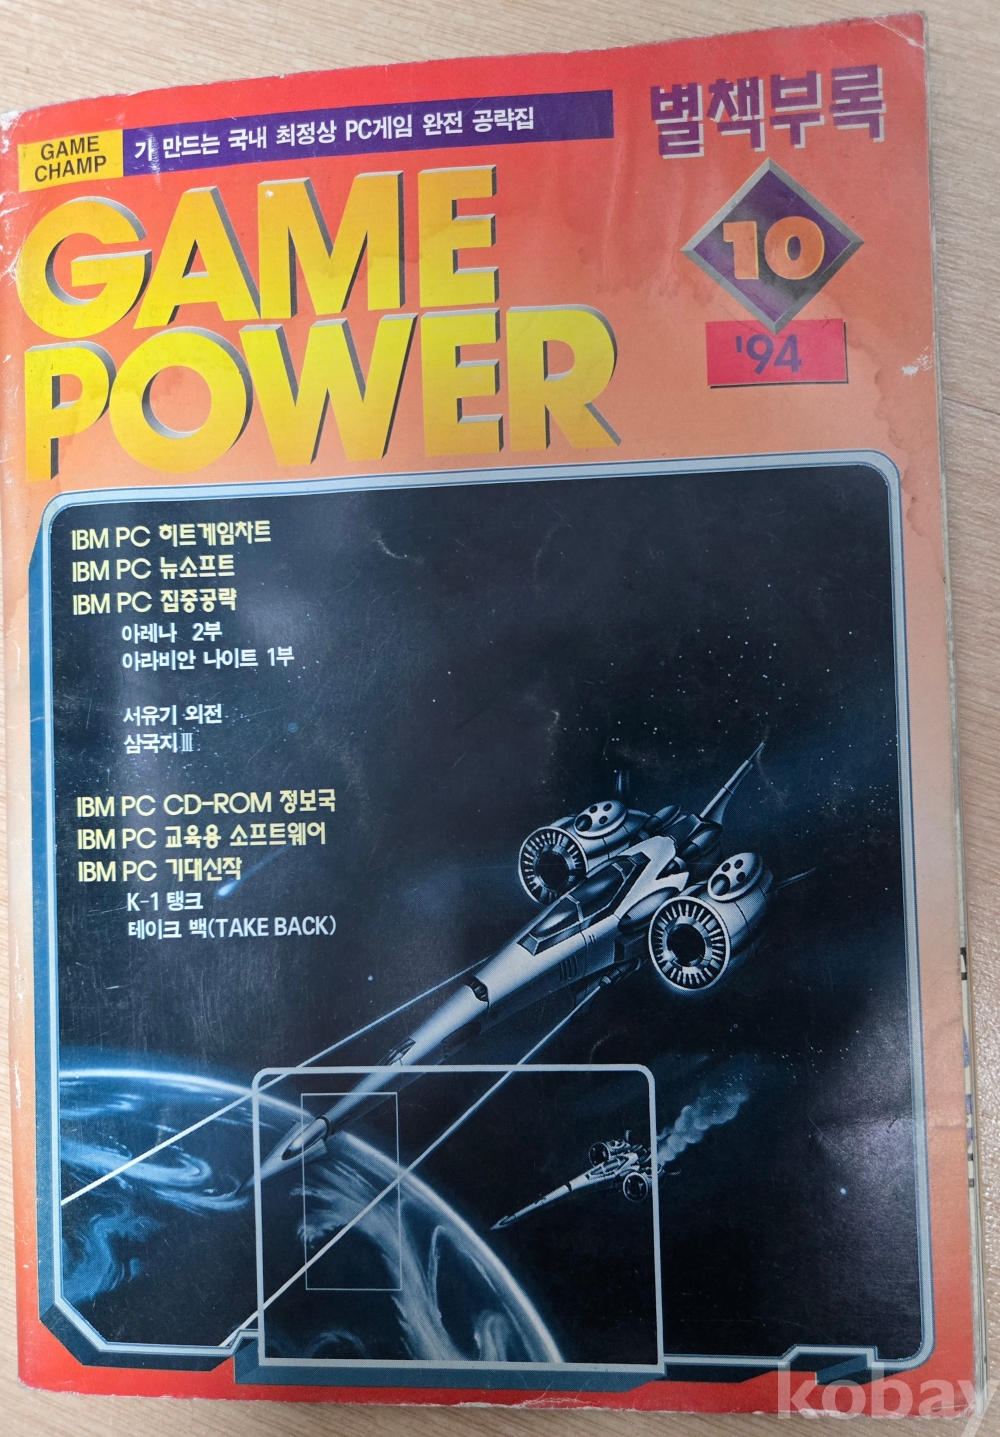 GAME
CHAMP
가 만드는 국내 최정상 PC게임 완전 공략집
별책부록
GAME
POWER
10
'94
IBM PC 히트게임차트
IBM PC 뉴소프트
IBM PC 집중공략
아레나 2부
아라비안 나이트 1부
서유기 외전
삼국지 Ⅲ
IBM PC CD-ROM 정보국
IBM PC 교육용 소프트웨어
IBM PC 기대신작
K-1 탱크
테이크 백(TAKE BACK)
kobay